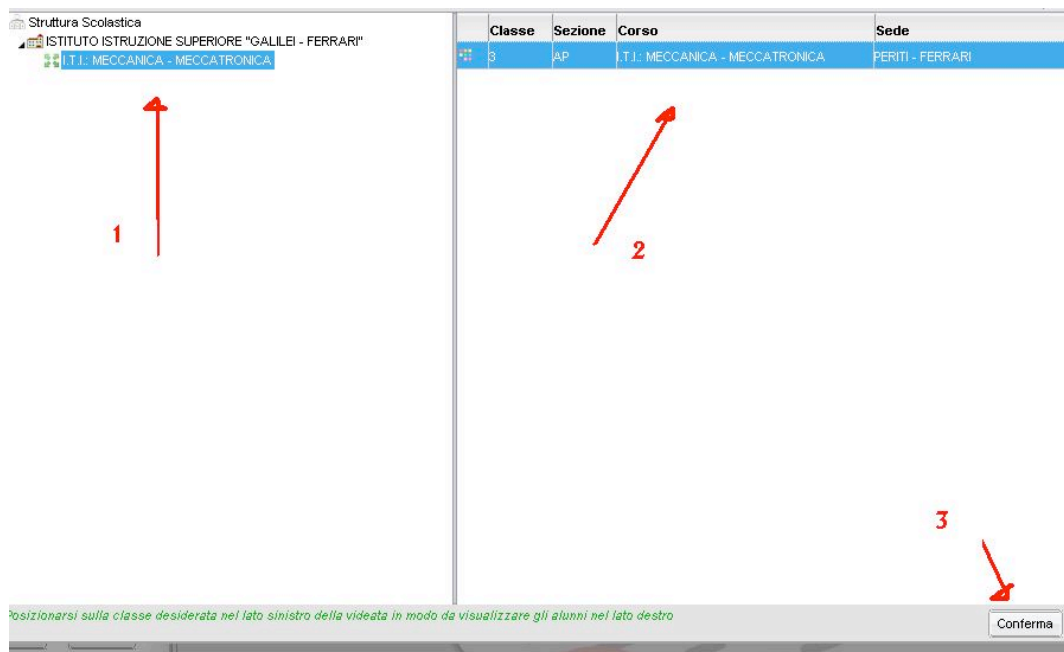 Struttura Scolastica
ISTITUTO ISTRUZIONE SUPERIORE "GALILEI - FERRARI"
I.T.I.: MECCANICA - MECCATRONICA
Classe Sezione Corso Sede
3 AP I.T.I.: MECCANICA - MECCATRONICA PERITI - FERRARI
1
2
3
Posizionarsi sulla classe desiderata nel lato sinistro della videata in modo da visualizzare gli alunni nel lato destro
Conferma